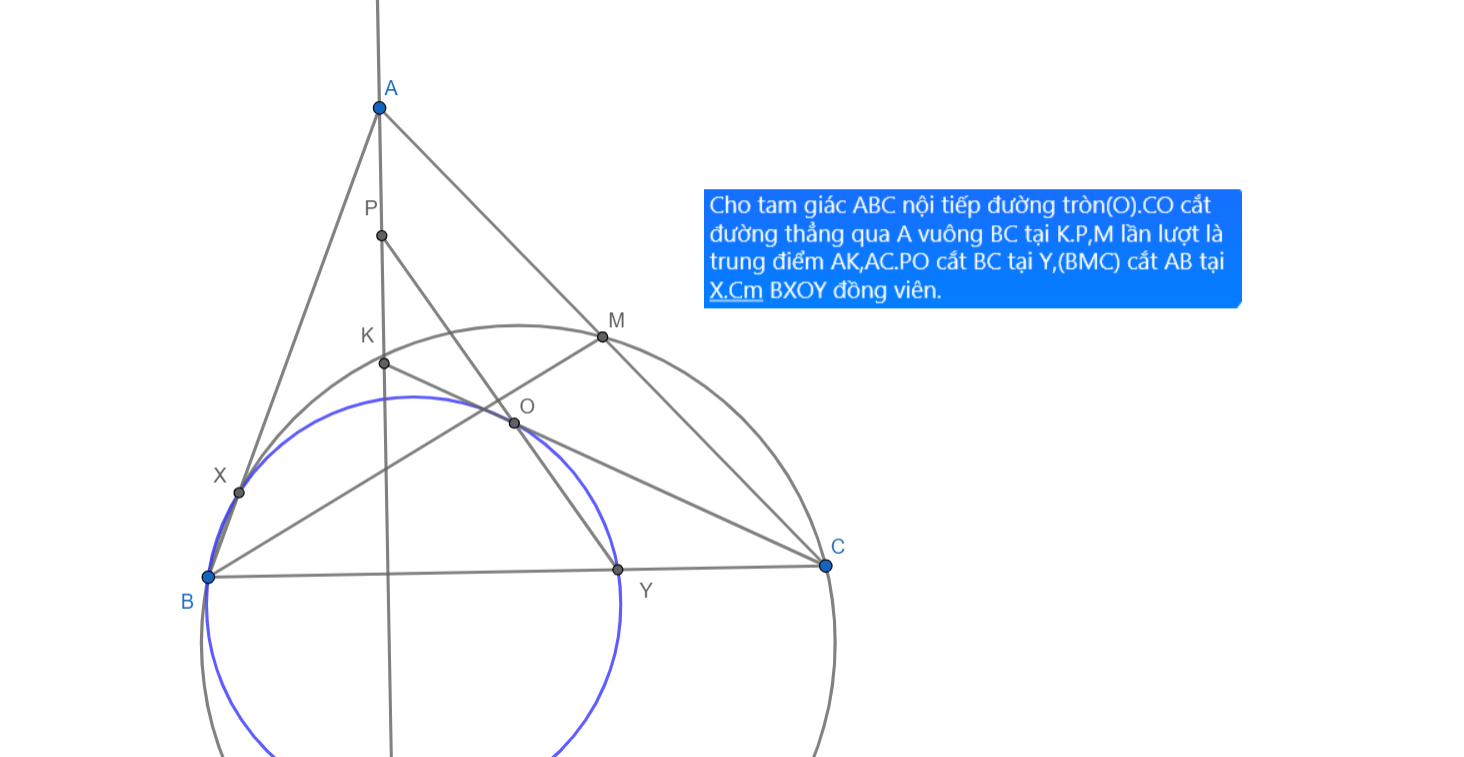 A
P
Cho tam giác ABC nội tiếp đường tròn(O).CO cắt
đường thẳng qua A vuông BC tại K.P,M lần lượt là
trung điểm AK,AC.PO cắt BC tại Y,(BMC) cắt AB tại
X.Cm BXOY đồng viên.
K
M
O
X
C
Y
B